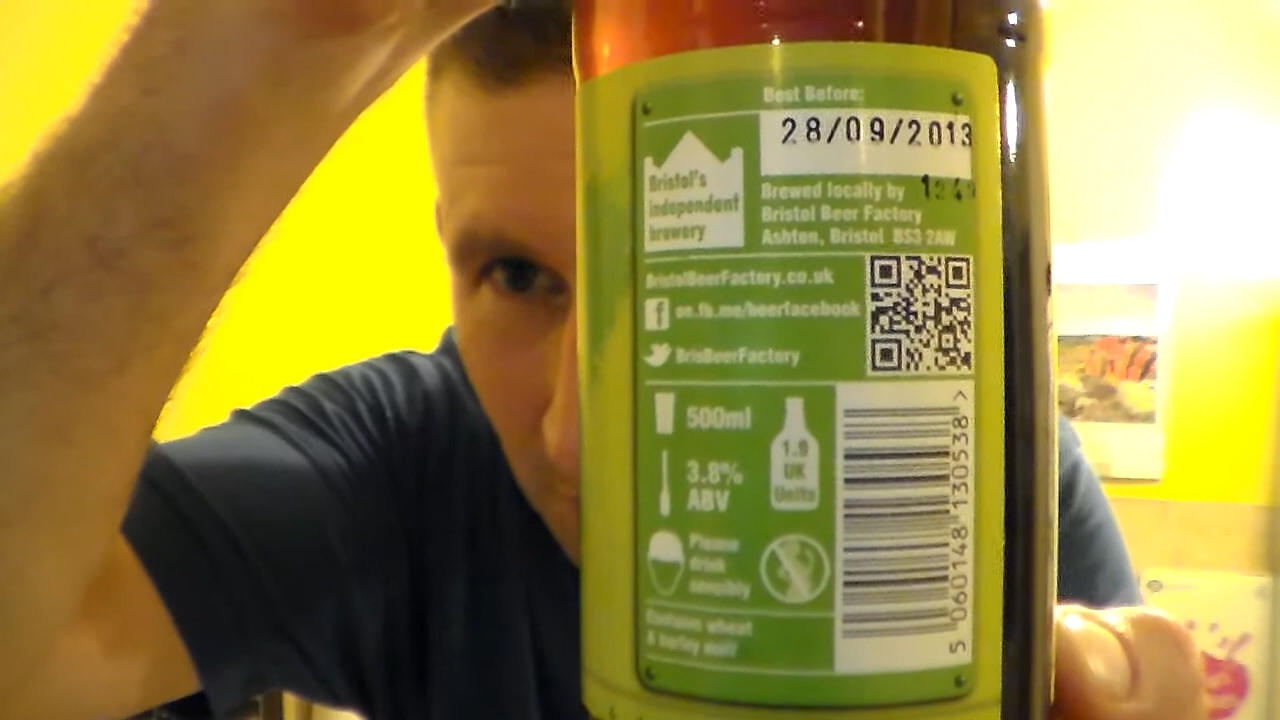 Best Before:
28/09/2013
Bristol's
independent
brewery
Brewed locally by
Bristol Beer Factory
Ashton, Bristol BS3 2AW
BristolBeerFactory.co.uk
f on.fb.me/beerfacebook
BrisBeerFactory
500ml
3.8%
ABV
1.9
UK
Units
Please
drink
sensibly
Contains wheat
& barley malt
5 060148 130538 >